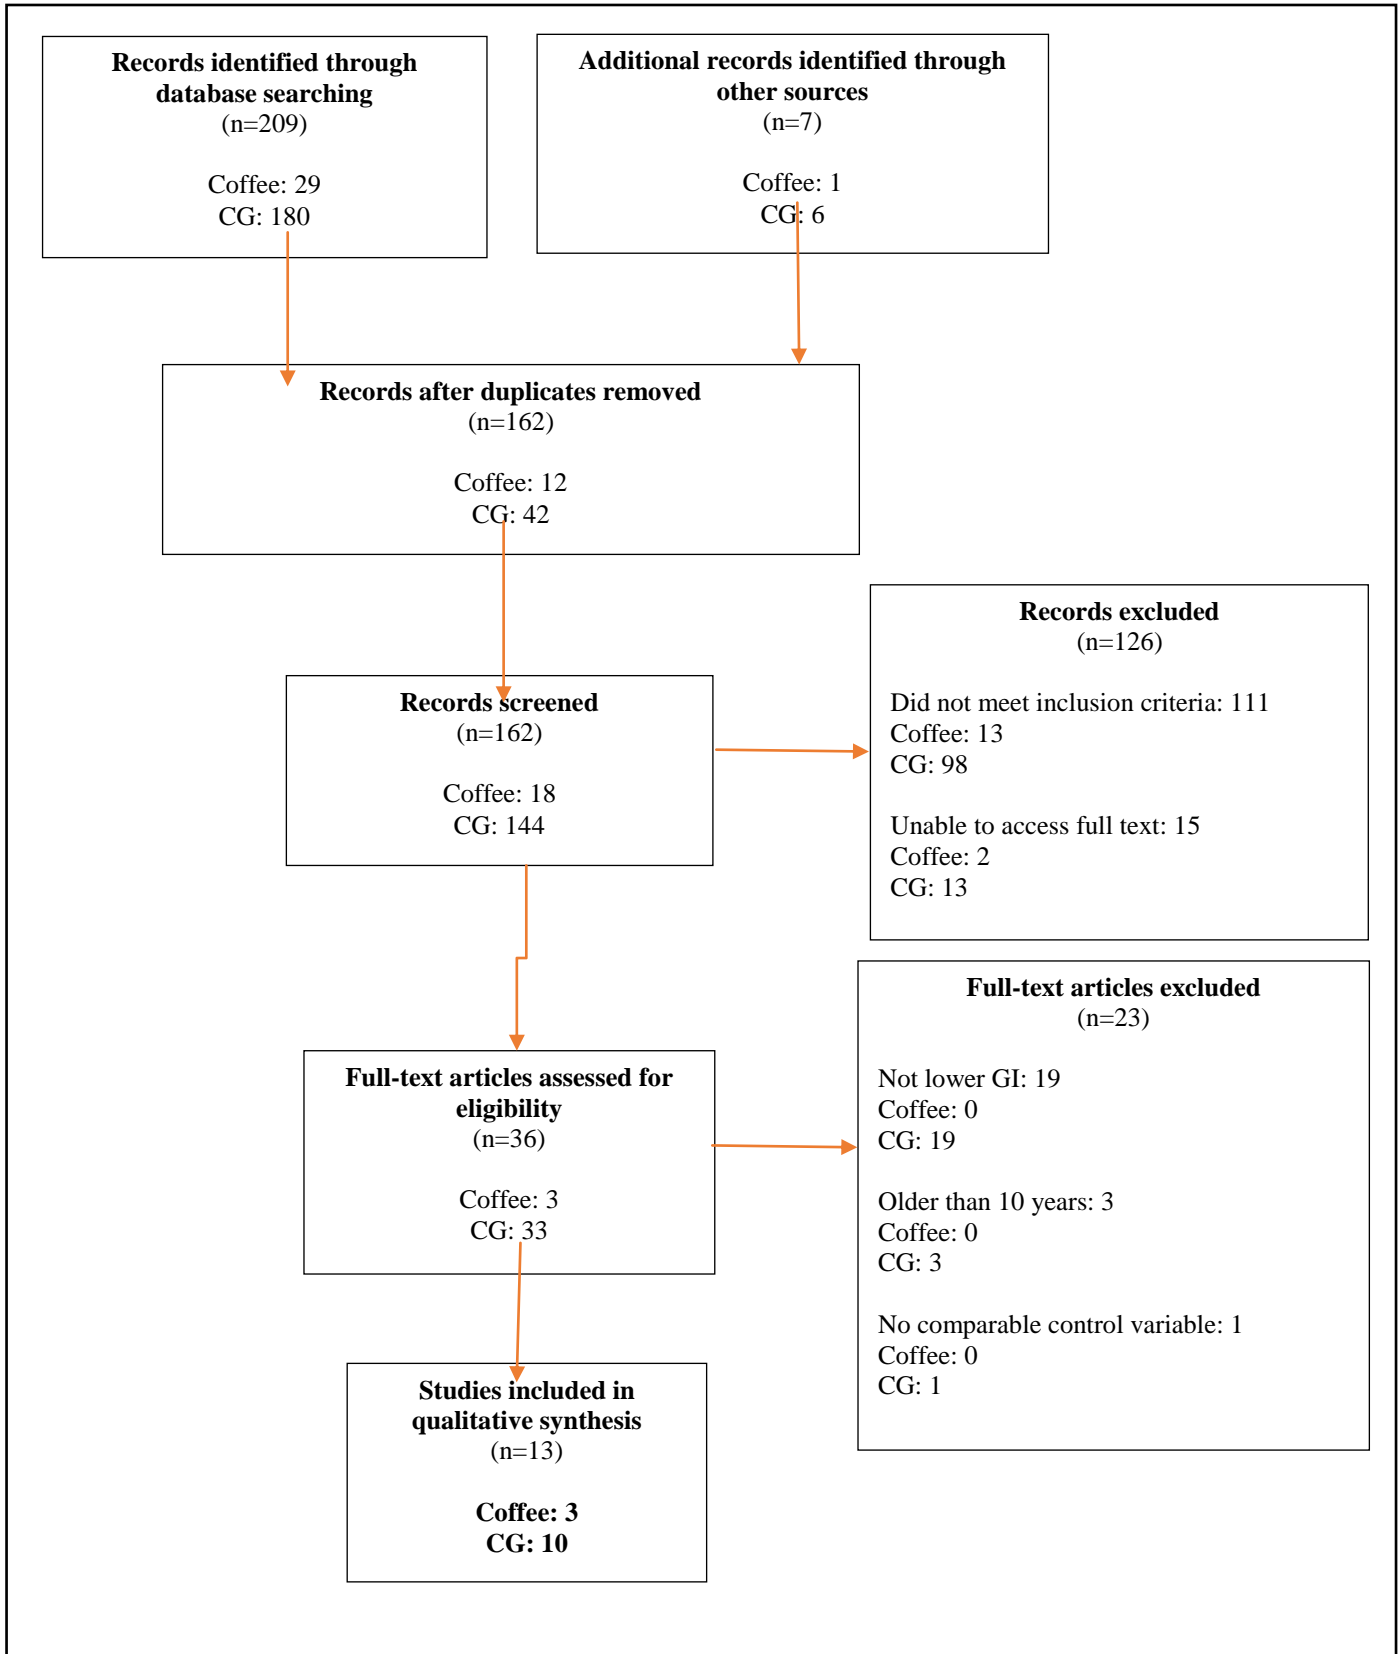 Records identified through
database searching
(n=209)
Coffee: 29
CG: 180
Additional records identified through
other sources
(n=7)
Coffee: 1
CG: 6
Records after duplicates removed
(n=162)
Coffee: 12
CG: 42
Records screened
(n=162)
Coffee: 18
CG: 144
Records excluded
(n=126)
Did not meet inclusion criteria: 111
Coffee: 13
CG: 98
Unable to access full text: 15
Coffee: 2
CG: 13
Full-text articles assessed for
eligibility
(n=36)
Coffee: 3
CG: 33
Full-text articles excluded
(n=23)
Not lower GI: 19
Coffee: 0
CG: 19
Older than 10 years: 3
Coffee: 0
CG: 3
No comparable control variable: 1
Coffee: 0
CG: 1
Studies included in
qualitative synthesis
(n=13)
Coffee: 3
CG: 10